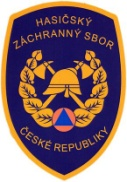 HASIČSKÝ
ZÁCHRANNÝ SBOR
ČESKÉ REPUBLIKY